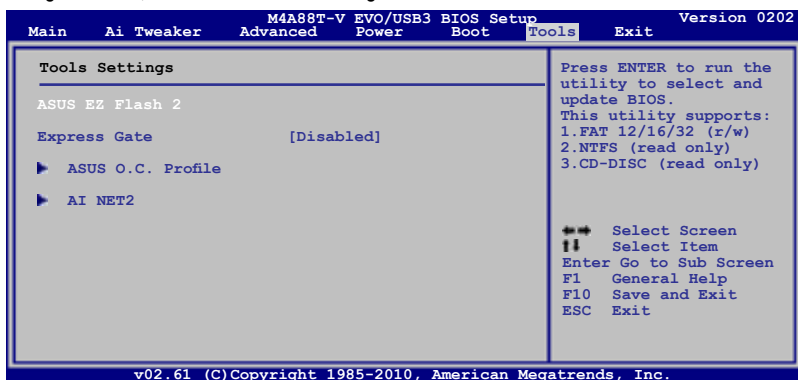 M4A88T-V EVO/USB3 BIOS Setup Version 0202
Main Ai Tweaker Advanced Power Boot Tools Exit
Tools Settings
ASUS EZ Flash 2
Express Gate [Disabled]
ASUS O.C. Profile
AI NET2
Press ENTER to run the
utility to select and
update BIOS.
This utility supports:
1.FAT 12/16/32 (r/w)
2.NTFS (read only)
3.CD-DISC (read only)
Select Screen
Select Item
Enter Go to Sub Screen
F1 General Help
F10 Save and Exit
ESC Exit
v02.61 (C)Copyright 1985-2010, American Megatrends, Inc.